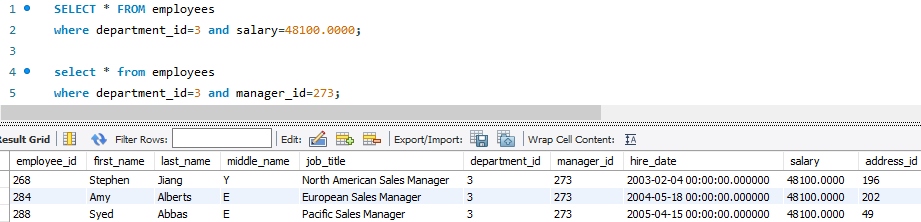 1 SELECT * FROM employees
2 where department_id=3 and salary=48100.0000;
3
4 select * from employees
5 where department_id=3 and manager_id=273;
Result Grid Filter Rows: Edit: Export/Import: Wrap Cell Content: IA
employee_id first_name last_name middle_name job_title department_id manager_id hire_date salary address_id
268 Stephen Jiang Y North American Sales Manager 3 273 2003-02-04 00:00:00.000000 48100.0000 196
284 Amy Alberts E European Sales Manager 3 273 2004-05-18 00:00:00.000000 48100.0000 202
288 Syed Abbas E Pacific Sales Manager 3 273 2005-04-15 00:00:00.000000 48100.0000 49